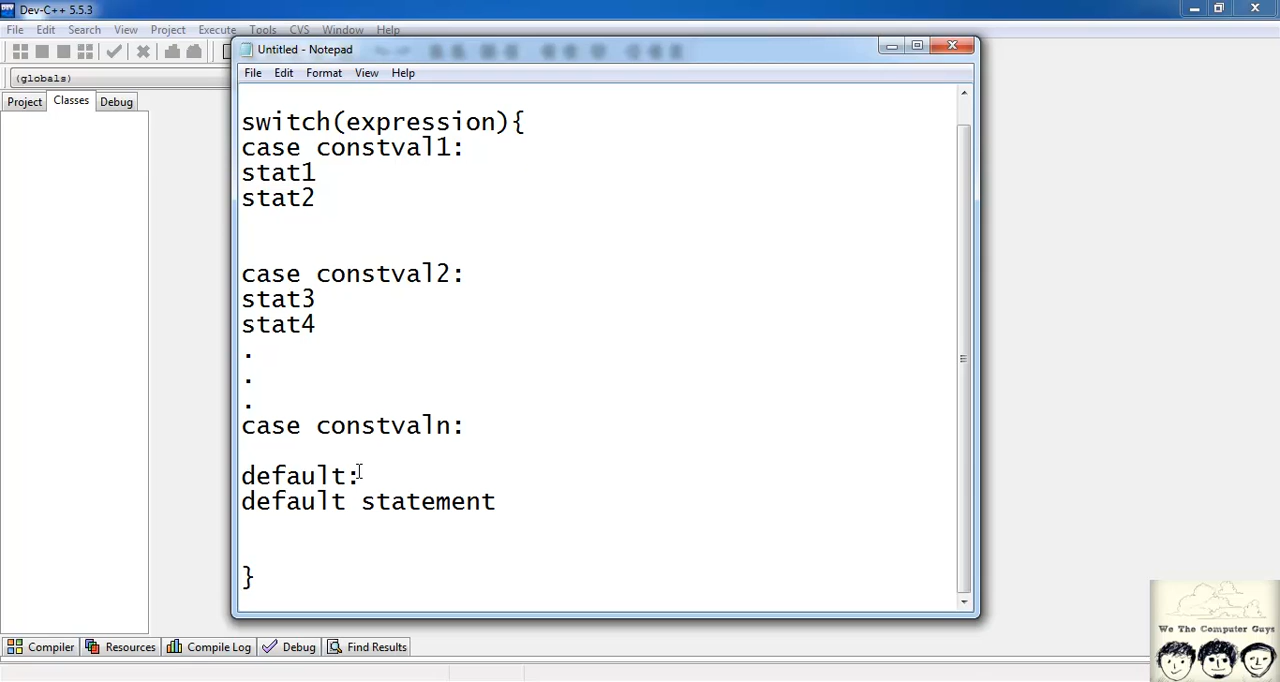 Dev-C++ 5.5.3
File Edit Search View Project Execute Tools CVS Window Help
Untitled - Notepad
File Edit Format View Help
(globals)
Project Classes Debug
switch(expression){
case constval1:
stat1
stat2
case constval2:
stat3
stat4
.
.
.
case constvaln:
default:
default statement
}
We The Computer Guys
Compiler Resources Compile Log Debug Find Results